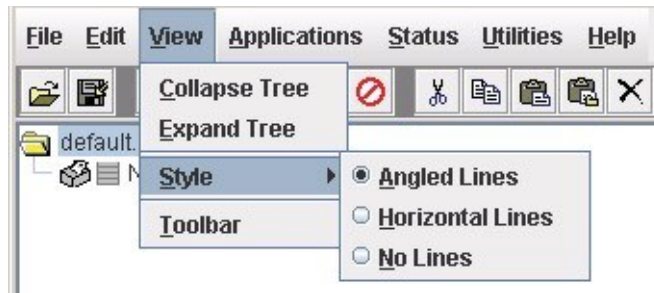 File Edit View Applications Status Utilities Help
Collapse Tree
Expand Tree
default.
N
Style
Angled Lines
Toolbar
Horizontal Lines
No Lines